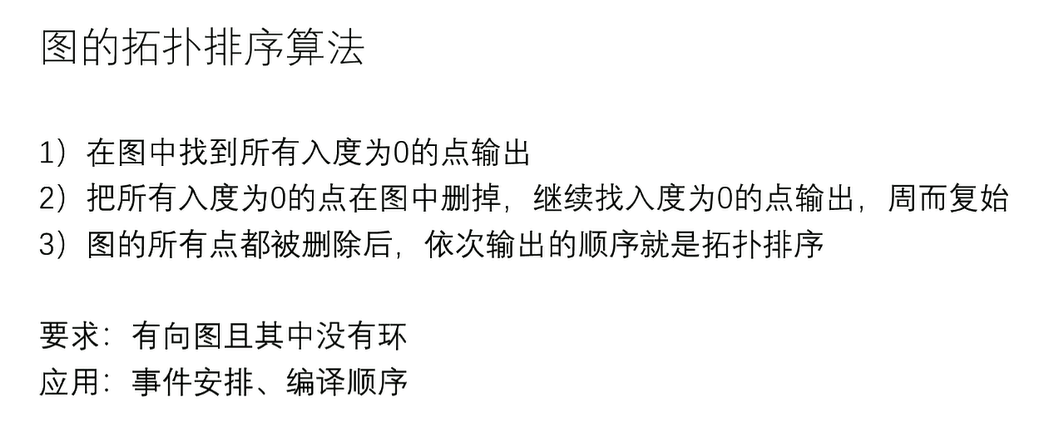 图的拓扑排序算法
1）在图中找到所有入度为0的点输出
2）把所有入度为0的点在图中删掉，继续找入度为0的点输出，周而复始
3）图的所有点都被删除后，依次输出的顺序就是拓扑排序
要求：有向图且其中没有环
应用：事件安排、编译顺序